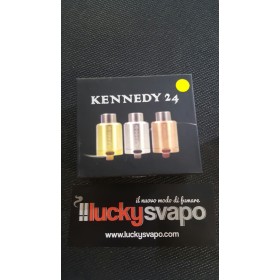 KENNEDY 24
il nuovo modo di fumare
luckysvapo
www.luckysvapo.com